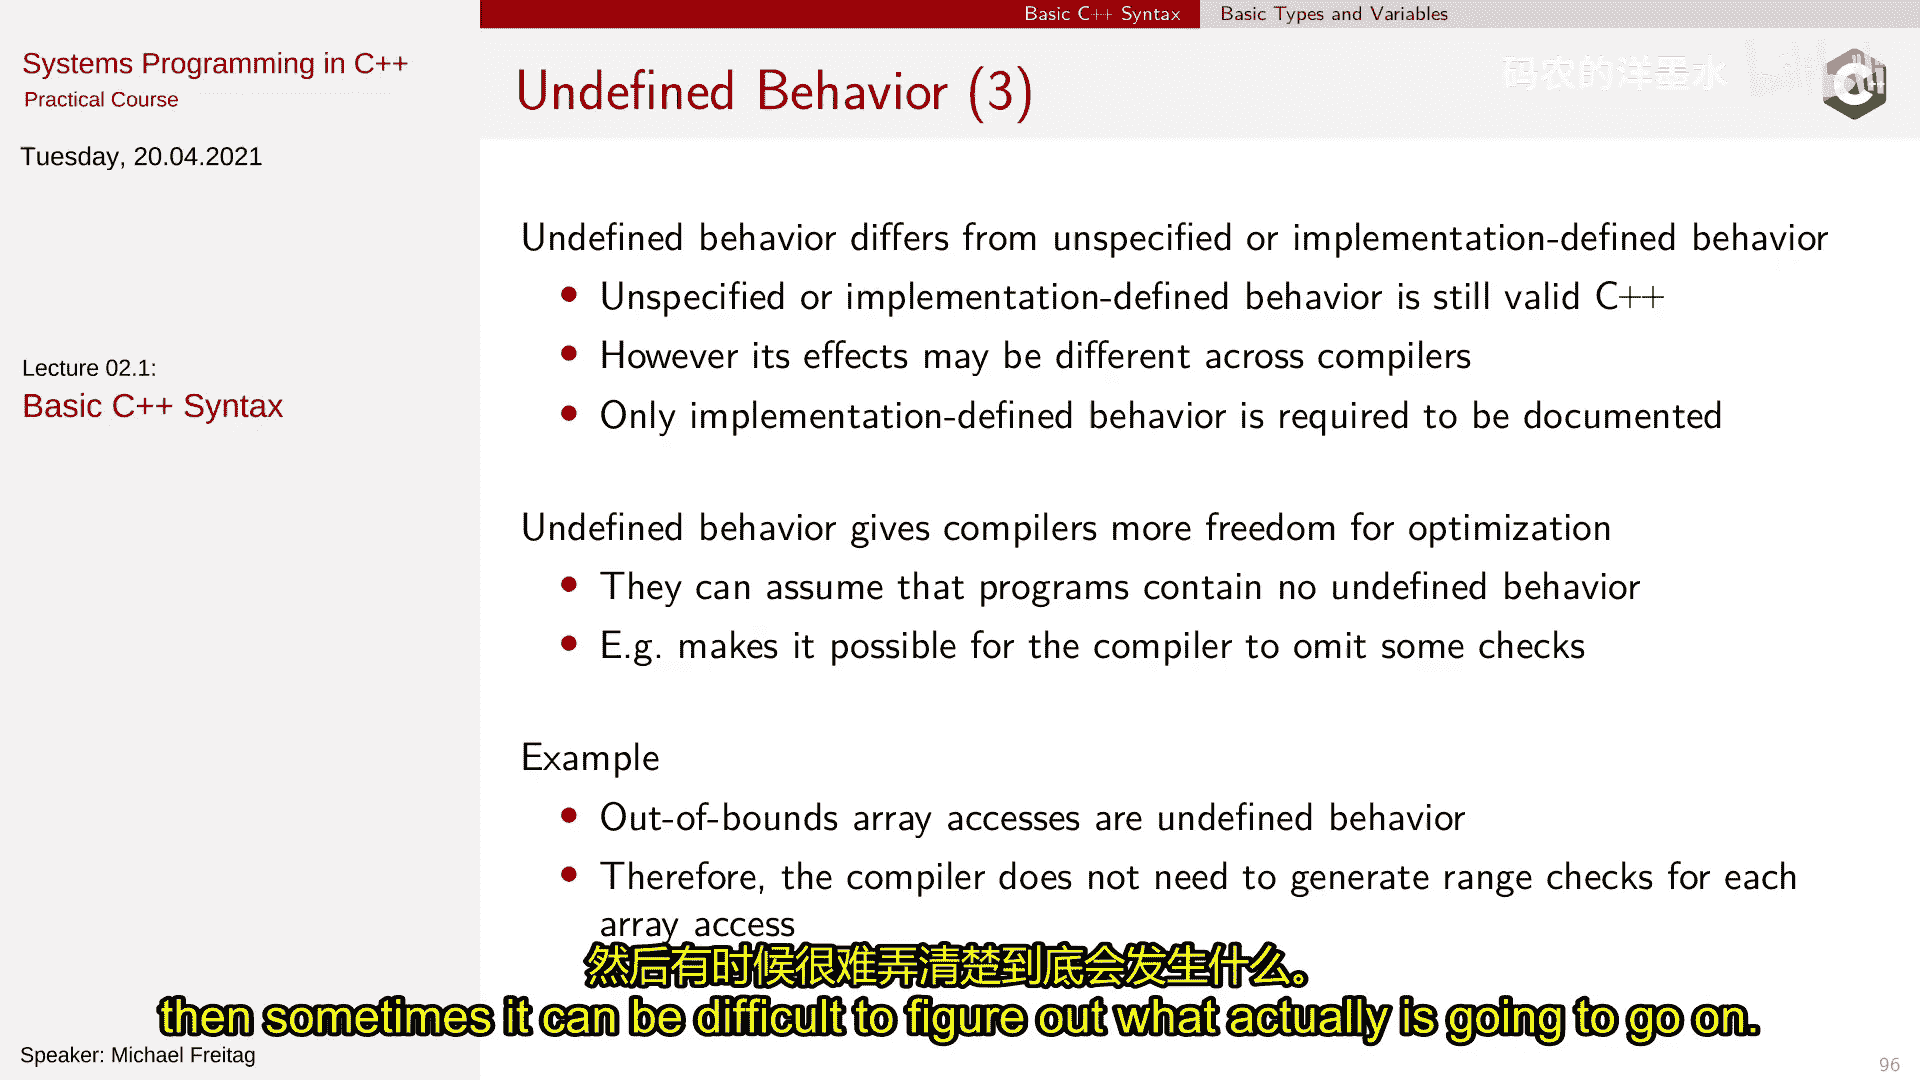 Basic C++ Syntax
Basic Types and Variables
Systems Programming in C++
Practical Course
Tuesday, 20.04.2021
Undefined Behavior (3)
码农的洋墨水
Undefined behavior differs from unspecified or implementation-defined behavior
Unspecified or implementation-defined behavior is still valid C++
However its effects may be different across compilers
Only implementation-defined behavior is required to be documented
Lecture 02.1:
Basic C++ Syntax
Undefined behavior gives compilers more freedom for optimization
They can assume that programs contain no undefined behavior
E.g. makes it possible for the compiler to omit some checks
Example
Out-of-bounds array accesses are undefined behavior
Therefore, the compiler does not need to generate range checks for each
array access
然后有时候很难弄清楚到底会发生什么。
then sometimes it can be difficult to figure out what actually is going to go on.
Speaker: Michael Freitag
96